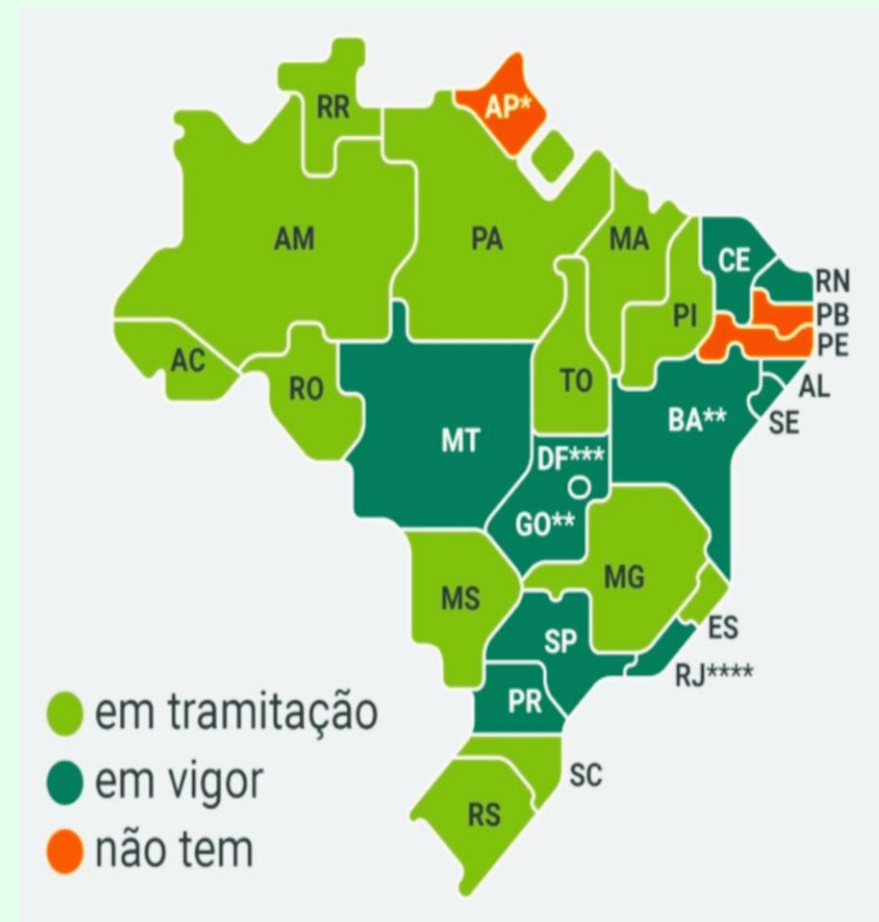 RR
AP*
AM
PA
MA
CE
RN
PI
PB
PE
AC
RO
TO
AL
BA**
SE
MT
DF***
GO**
MG
MS
ES
SP
RJ****
PR
SC
RS
em tramitação
em vigor
não tem